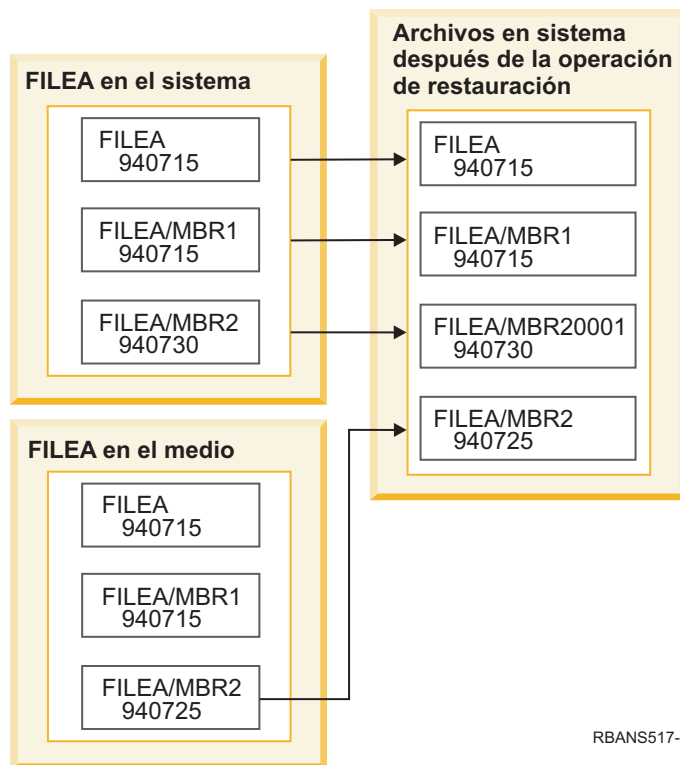 FILEA en el sistema
FILEA
940715
FILEA/MBR1
940715
FILEA/MBR2
940730
FILEA en el medio
FILEA
940715
FILEA/MBR1
940715
FILEA/MBR2
940725
Archivos en sistema
después de la operación
de restauración
FILEA
940715
FILEA/MBR1
940715
FILEA/MBR20001
940730
FILEA/MBR2
940725
RBANS517-